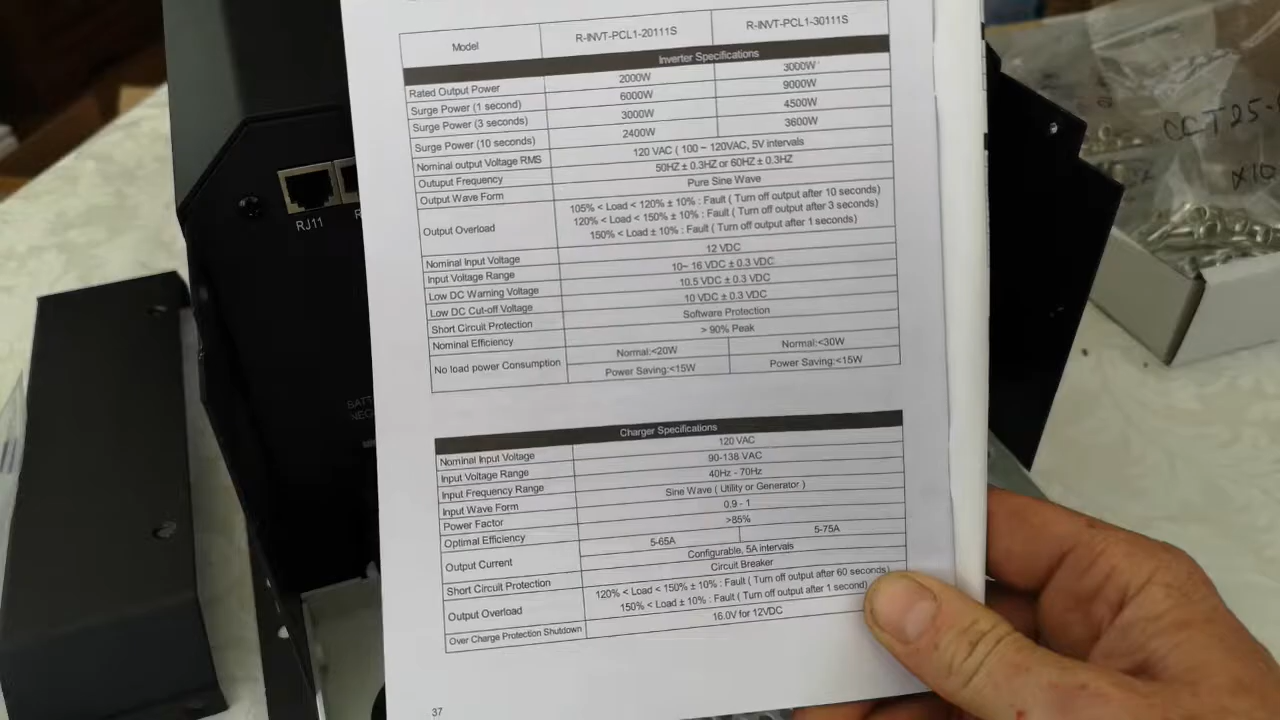 Model R-INVT-PCL1-20111S R-INVT-PCL1-30111S
Inverter Specifications
Rated Output Power 2000W 3000W
Surge Power (1 second) 6000W 9000W
Surge Power (3 seconds) 3000W 4500W
Surge Power (10 seconds) 2400W 3600W
Nominal output Voltage RMS 120 VAC ( 100 ~ 120VAC, 5V intervals
Outuput Frequency 50HZ ± 0.3HZ or 60HZ ± 0.3HZ
Output Wave Form Pure Sine Wave
Output Overload 105% < Load < 120% ± 10% : Fault ( Turn off output after 10 seconds)
120% < Load < 150% ± 10% : Fault ( Turn off output after 3 seconds)
150% < Load ± 10% : Fault ( Turn off output after 1 seconds)
Nominal Input Voltage 12 VDC
Input Voltage Range 10~ 16 VDC ± 0.3 VDC
Low DC Warning Voltage 10.5 VDC ± 0.3 VDC
Low DC Cut-off Voltage 10 VDC ± 0.3 VDC
Short Circuit Protection Software Protection
Nominal Efficiency > 90% Peak
No load power Consumption Normal:<20W Normal:<30W
Power Saving:<15W Power Saving:<15W
Charger Specifications
Nominal Input Voltage 120 VAC
Input Voltage Range 90-138 VAC
Input Frequency Range 40Hz - 70Hz
Input Wave Form Sine Wave ( Utility or Generator )
Power Factor 0.9 - 1
Optimal Efficiency >85%
Output Current 5-65A 5-75A
Configurable, 5A intervals
Short Circuit Protection Circuit Breaker
Output Overload 120% < Load < 150% ± 10% : Fault ( Turn off output after 60 seconds)
150% < Load ± 10% : Fault ( Turn off output after 1 second)
Over Charge Protection Shutdown 16.0V for 12VDC
37
RJ11
BATT
NEG
CCT25-
X10